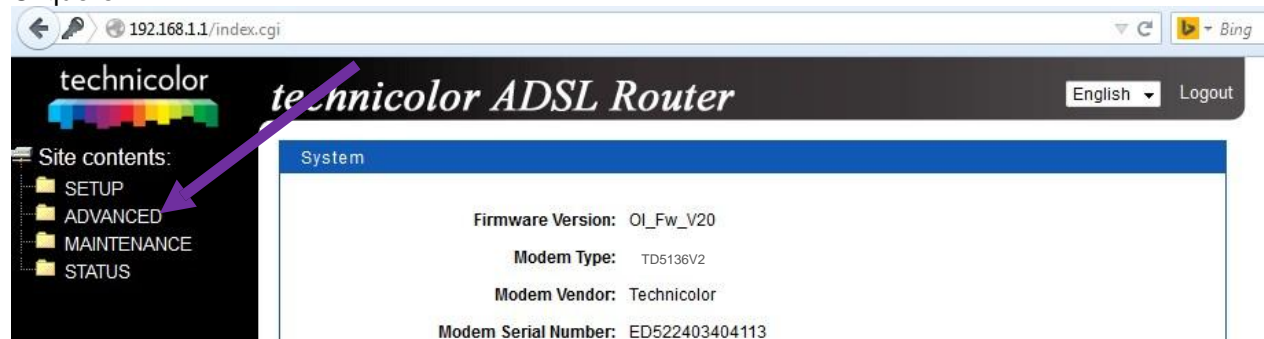 192.168.1.1/index.cgi
Bing
technicolor
technicolor ADSL Router
English
Logout
Site contents:
SETUP
ADVANCED
MAINTENANCE
STATUS
System
Firmware Version: OI_Fw_V20
Modem Type: TD5136V2
Modem Vendor: Technicolor
Modem Serial Number: ED522403404113